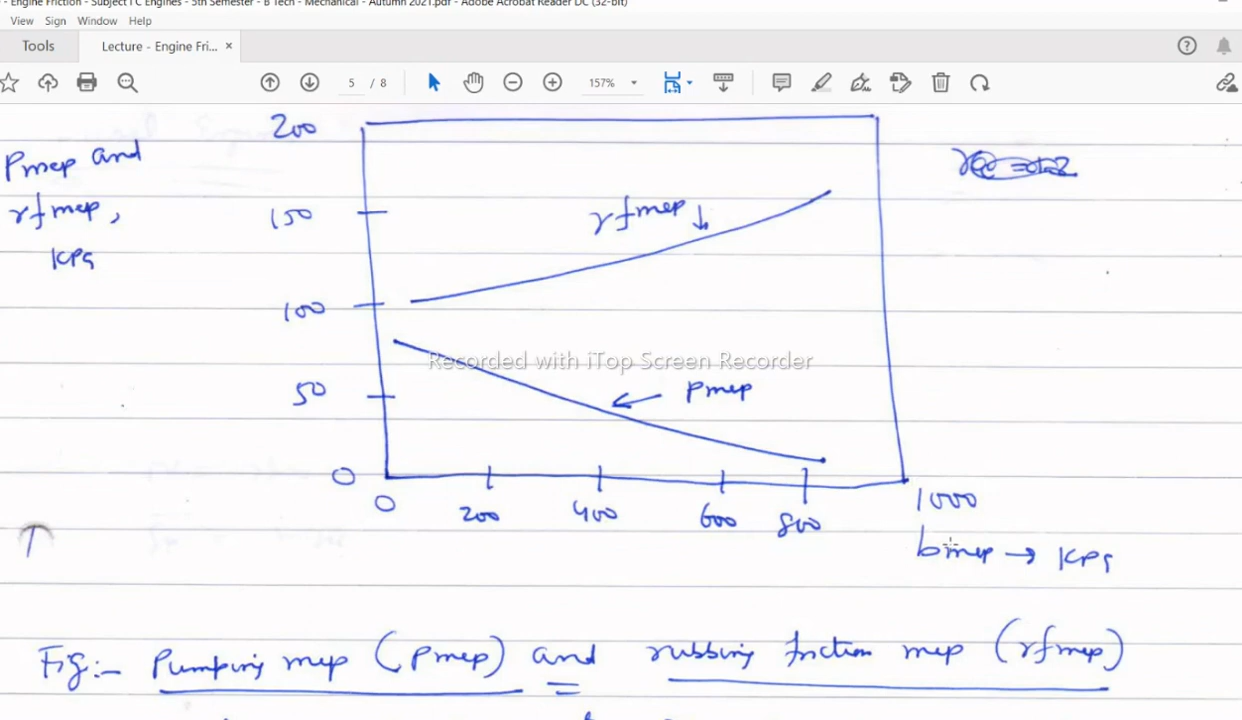 - Engine Friction - Subject I C Engines - 5th Semester - B Tech - Mechanical - Autumn 2021.pdf - Adobe Acrobat Reader DC (32-bit)
View Sign Window Help
Tools Lecture - Engine Fri... ×
5 / 8 157%
200
Pmep and
rfmep,
KPa
150
rfmep
100
Recorded with iTop Screen Recorder
50
Pmep
0
0 200 400 600 800 1000
bmep → KPa
Fig:- Pumping mep (Pmep) and rubbing friction mep (rfmep)